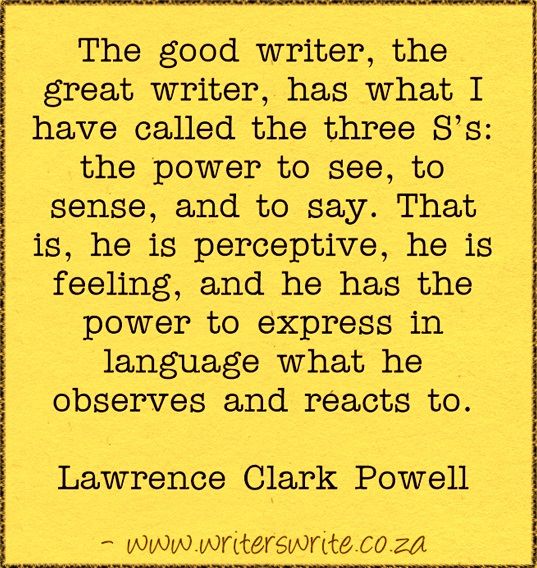 The good writer, the
great writer, has what I
have called the three S's:
the power to see, to
sense, and to say. That
is, he is perceptive, he is
feeling, and he has the
power to express in
language what he
observes and reacts to.
Lawrence Clark Powell
- www.writerswrite.co.za